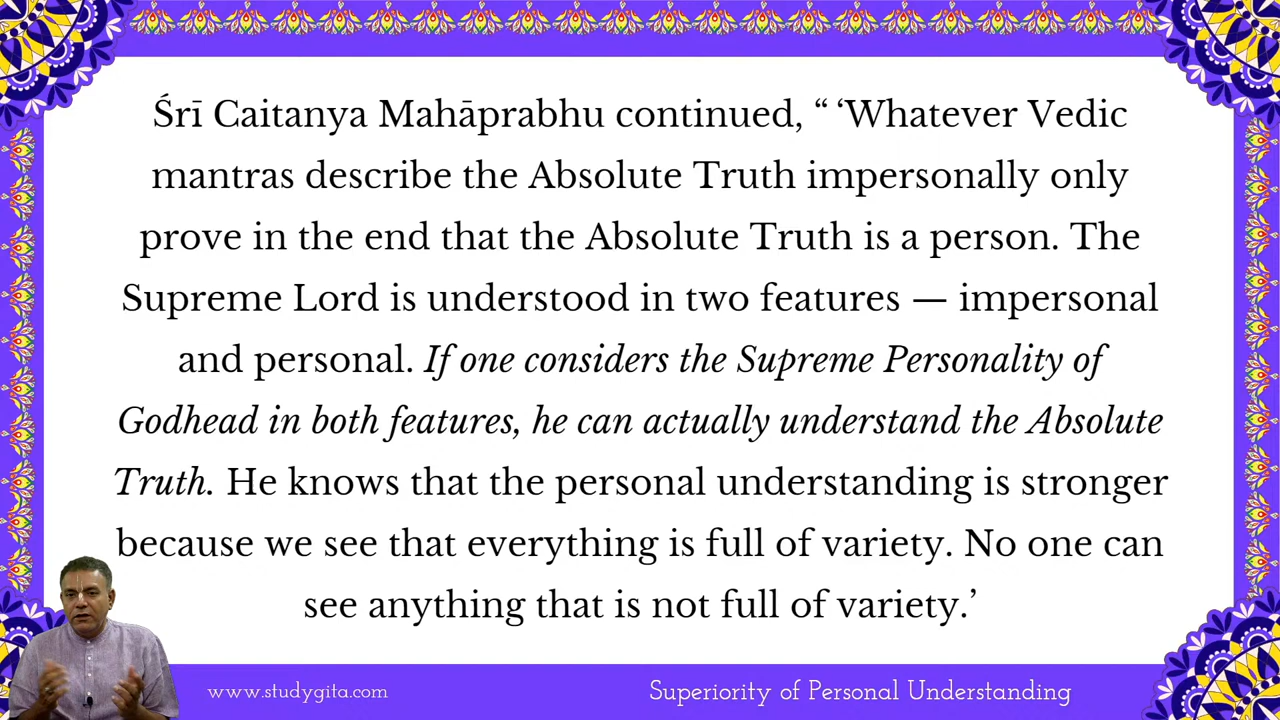 Śrī Caitanya Mahāprabhu continued, “ ‘Whatever Vedic
mantras describe the Absolute Truth impersonally only
prove in the end that the Absolute Truth is a person. The
Supreme Lord is understood in two features — impersonal
and personal. If one considers the Supreme Personality of
Godhead in both features, he can actually understand the Absolute
Truth. He knows that the personal understanding is stronger
because we see that everything is full of variety. No one can
see anything that is not full of variety.’
www.studygita.com
Superiority of Personal Understanding